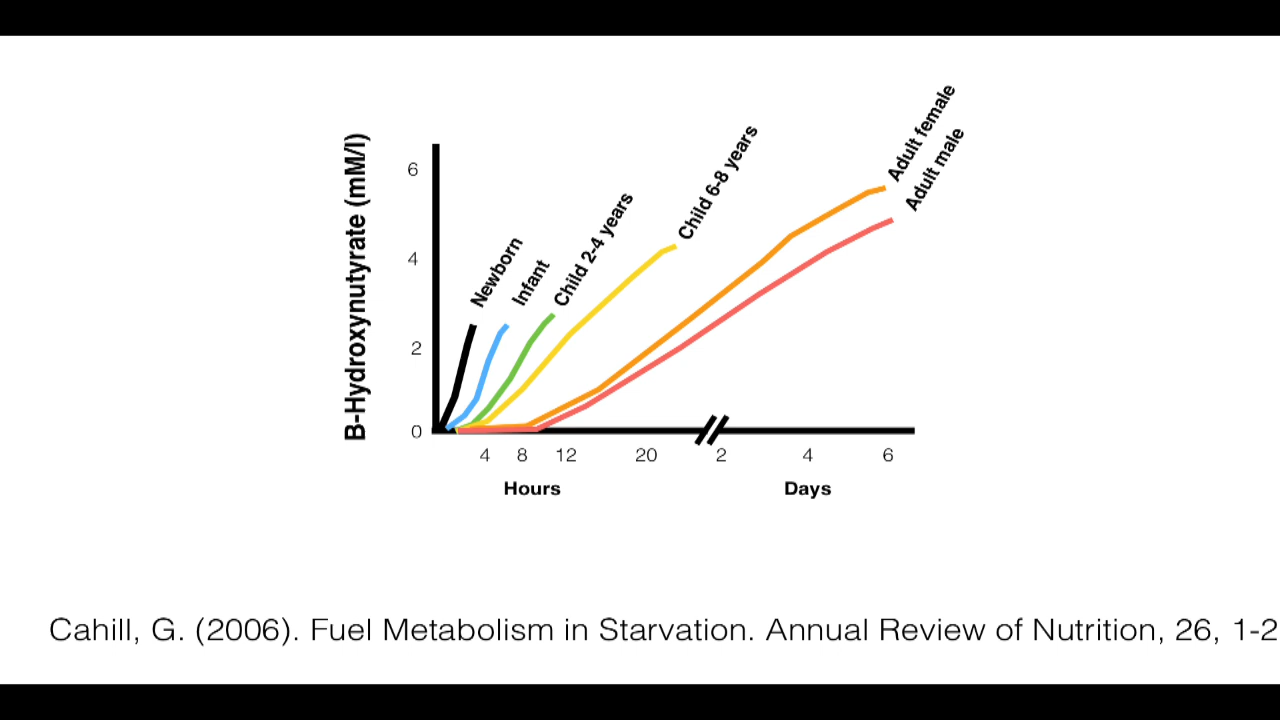 B-Hydroxynutyrate (mM/l)
6
4
2
0
Newborn
Infant
Child 2-4 years
Child 6-8 years
Adult female
Adult male
4 8 12 20 2 4 6
Hours Days
Cahill, G. (2006). Fuel Metabolism in Starvation. Annual Review of Nutrition, 26, 1-2